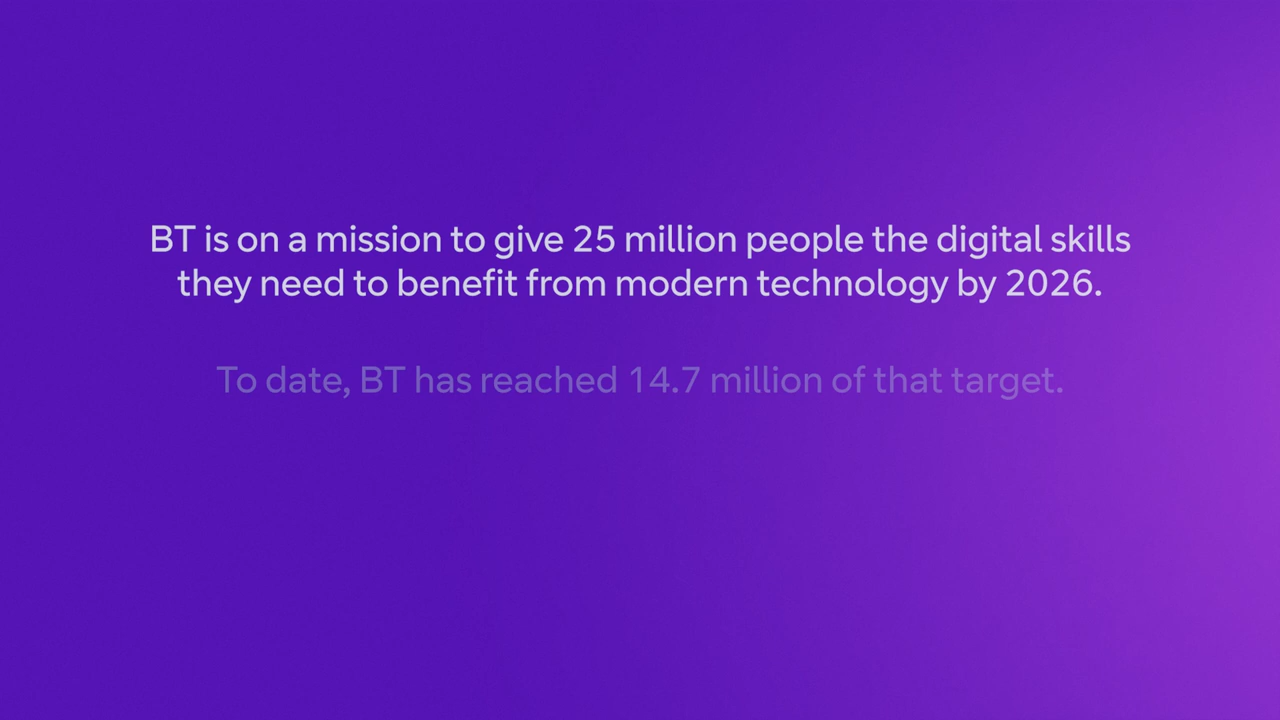 BT is on a mission to give 25 million people the digital skills
they need to benefit from modern technology by 2026.
To date, BT has reached 14.7 million of that target.